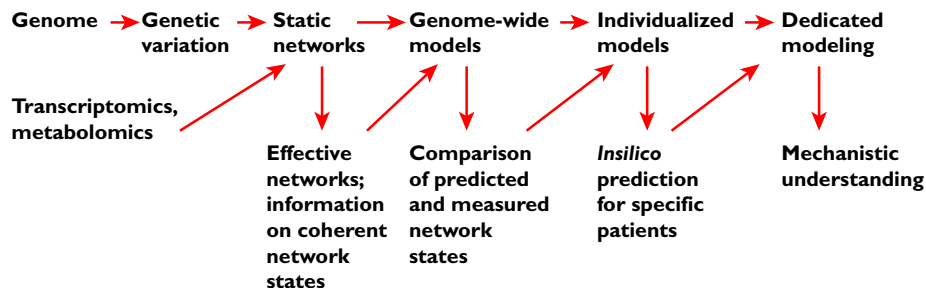 Genome
Genetic
variation
Static
networks
Genome-wide
models
Individualized
models
Dedicated
modeling
Transcriptomics,
metabolomics
Effective
networks;
information
on coherent
network
states
Comparison
of predicted
and measured
network
states
Insilico
prediction
for specific
patients
Mechanistic
understanding